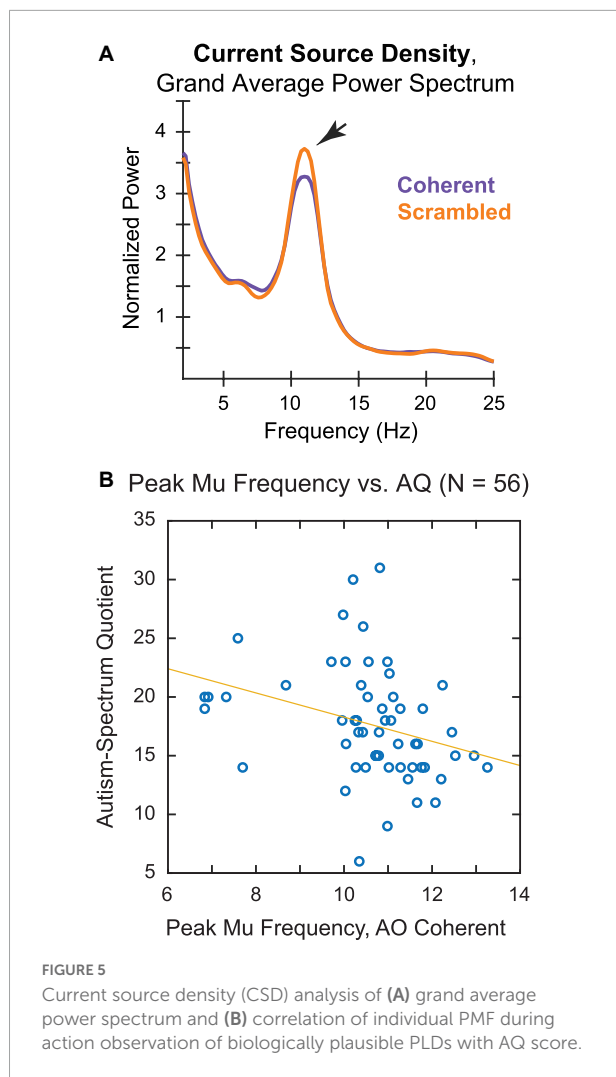 A Current Source Density,
Grand Average Power Spectrum
4
3
2
1
Normalized Power
Coherent
Scrambled
5 10 15 20 25
Frequency (Hz)
B Peak Mu Frequency vs. AQ (N = 56)
35
30
25
20
15
10
5
Autism-Spectrum Quotient
6 8 10 12 14
Peak Mu Frequency, AO Coherent
FIGURE 5
Current source density (CSD) analysis of (A) grand average
power spectrum and (B) correlation of individual PMF during
action observation of biologically plausible PLDs with AQ score.